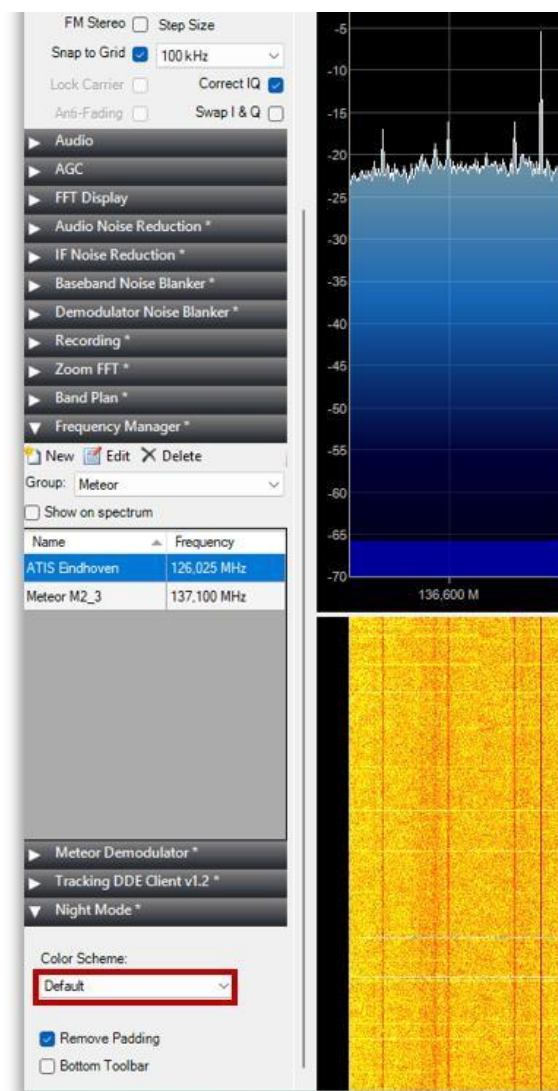 FM Stereo Step Size
Snap to Grid 100 kHz
Lock Carrier Correct IQ
Anti-Fading Swap I & Q
Audio
AGC
FFT Display
Audio Noise Reduction *
IF Noise Reduction *
Baseband Noise Blanker *
Demodulator Noise Blanker *
Recording *
Zoom FFT *
Band Plan *
Frequency Manager *
New Edit Delete
Group: Meteor
Show on spectrum
Name Frequency
ATIS Eindhoven 126,025 MHz
Meteor M2_3 137,100 MHz
Meteor Demodulator *
Tracking DDE Client v1.2 *
Night Mode *
Color Scheme:
Default
Remove Padding
Bottom Toolbar
-5
-10
-15
-20
-25
-30
-35
-40
-45
-50
-55
-60
-65
-70
136,600 M